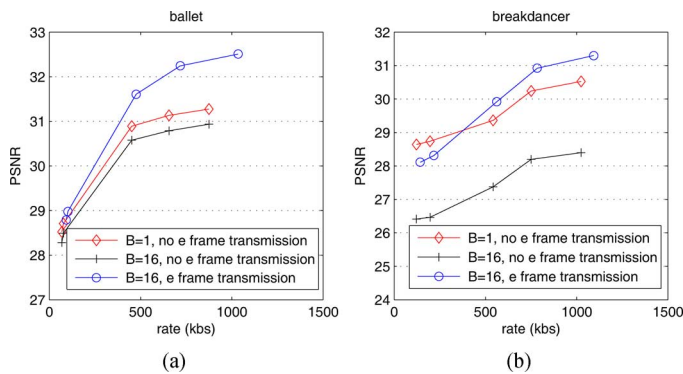 ballet
33
32
31
30
29
28
27
PSNR
B=1, no e frame transmission
B=16, no e frame transmission
B=16, e frame transmission
0 500 1000 1500
rate (kbs)
(a)
breakdancer
32
31
30
29
28
27
26
25
24
PSNR
B=1, no e frame transmission
B=16, no e frame transmission
B=16, e frame transmission
0 500 1000 1500
rate (kbs)
(b)